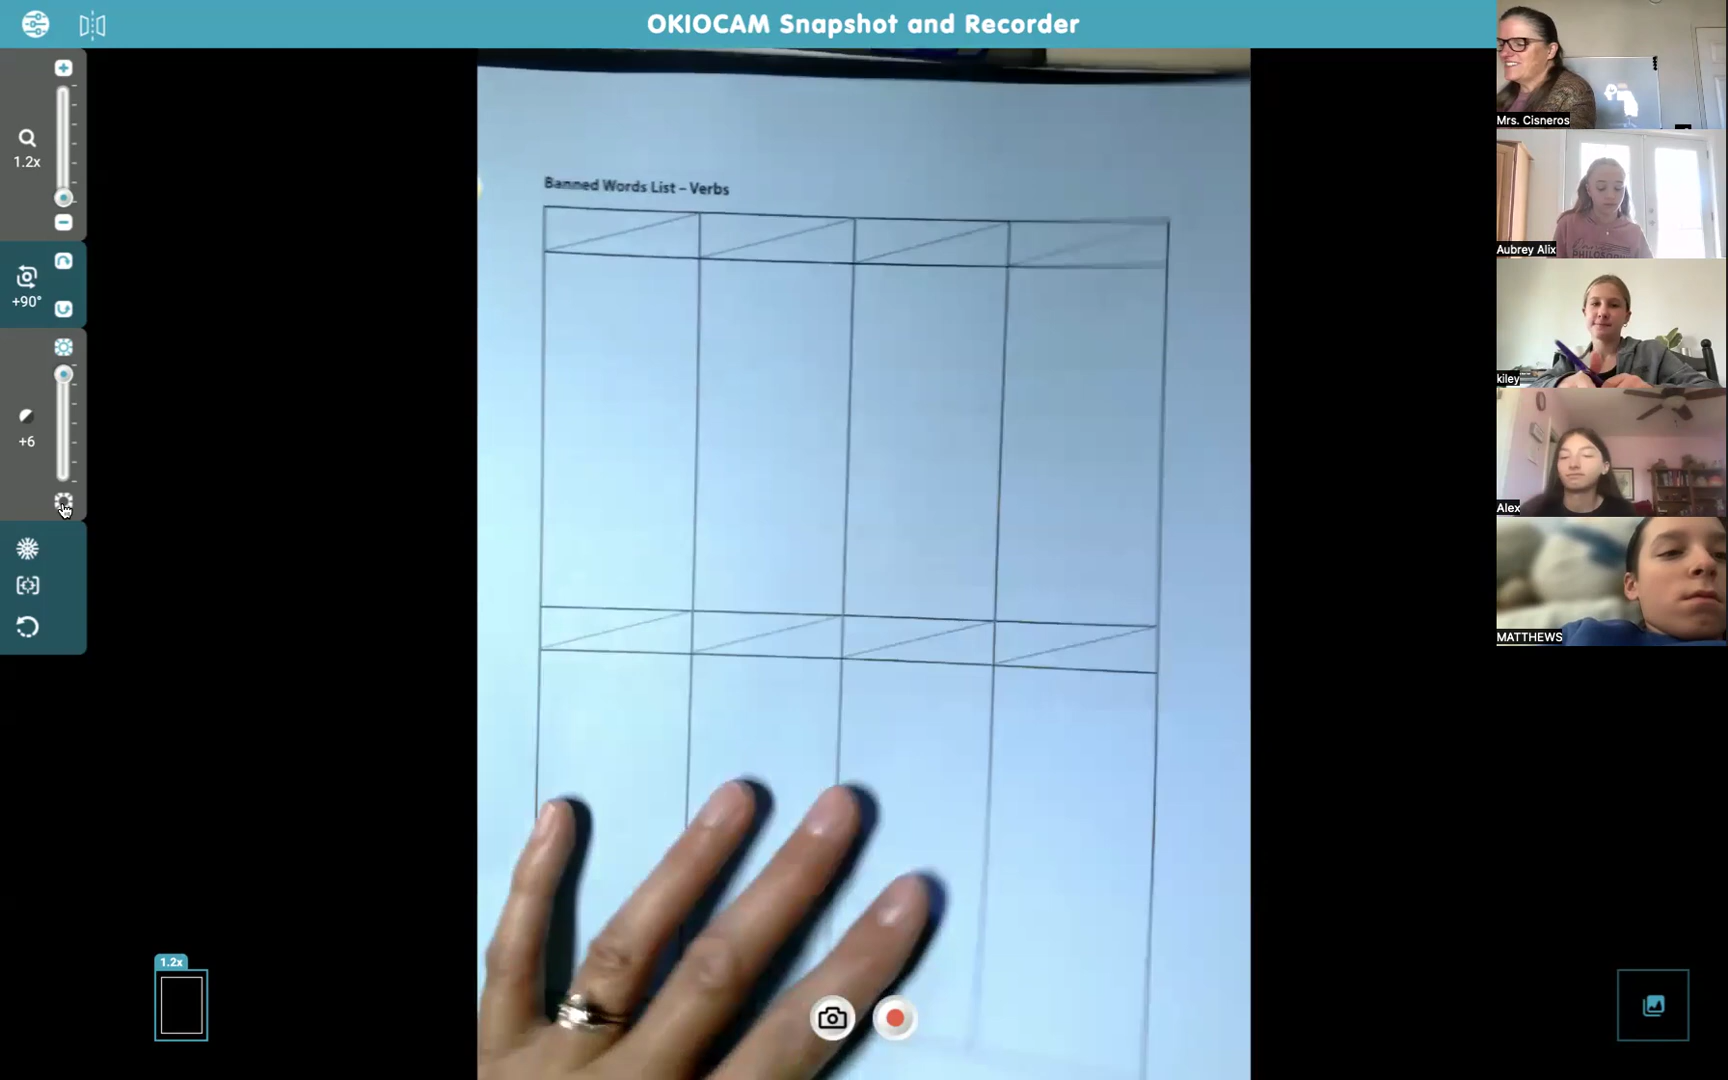 OKIOCAM Snapshot and Recorder
1.2x
+90°
+6
Banned Words List – Verbs
1.2x
Mrs. Cisneros
Aubrey Alix
PHILOSOP
kiley
Alex
MATTHEWS